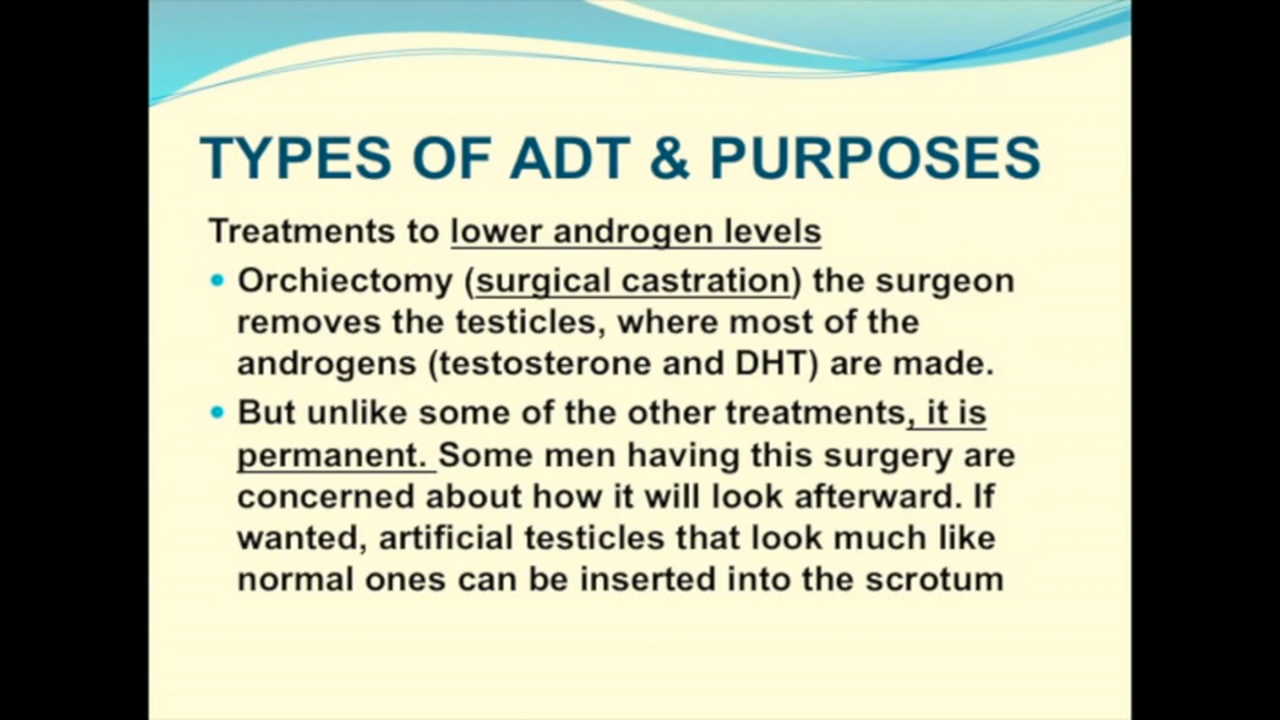 TYPES OF ADT & PURPOSES
Treatments to lower androgen levels
• Orchiectomy (surgical castration) the surgeon
removes the testicles, where most of the
androgens (testosterone and DHT) are made.
• But unlike some of the other treatments, it is
permanent. Some men having this surgery are
concerned about how it will look afterward. If
wanted, artificial testicles that look much like
normal ones can be inserted into the scrotum